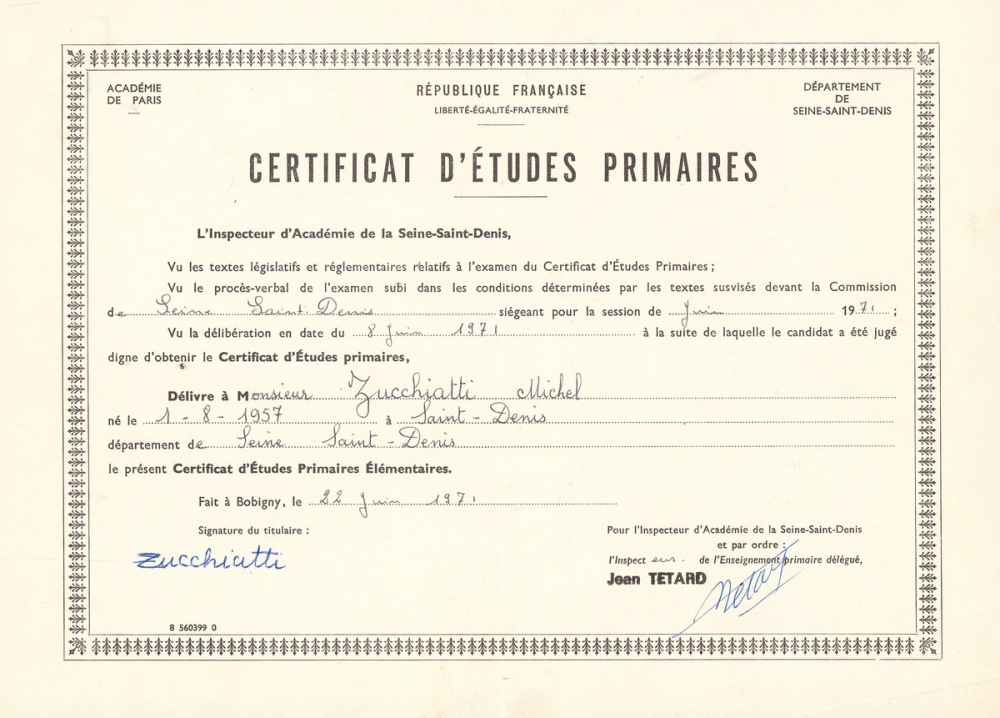 ACADÉMIE
DE PARIS
RÉPUBLIQUE FRANÇAISE
LIBERTÉ-ÉGALITÉ-FRATERNITÉ
DÉPARTEMENT
DE
SEINE-SAINT-DENIS
CERTIFICAT D'ÉTUDES PRIMAIRES
L'Inspecteur d'Académie de la Seine-Saint-Denis,
Vu les textes législatifs et réglementaires relatifs à l'examen du Certificat d'Études Primaires ;
Vu le procès-verbal de l'examen subi dans les conditions déterminées par les textes susvisés devant la Commission
de Seine Saint-Denis siégeant pour la session de Juin 1971 ;
Vu la délibération en date du 8 Juin 1971 à la suite de laquelle le candidat a été jugé
digne d'obtenir le Certificat d'Études primaires,
Délivre à Monsieur Zucchiatti Michel
né le 1-8-1957 à Saint-Denis
département de Seine Saint-Denis
le présent Certificat d'Études Primaires Élémentaires.
Fait à Bobigny, le 22 Juin 1971
Signature du titulaire :
Zucchiatti
Pour l'Inspecteur d'Académie de la Seine-Saint-Denis
et par ordre :
l'Inspecteur de l'Enseignement primaire délégué,
Jean TETARD
Tetard
8 560399 0